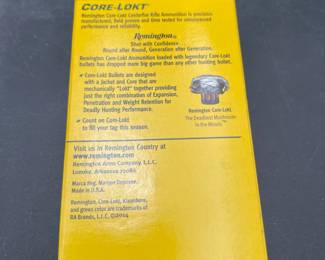 CORE-LOKT
Remington Core-Lokt Centerfire Rifle Ammunition is precision
manufactured, field proven and time tested for unsurpassed
performance and reliability.
Remington
Shoot with Confidence
Round after Round, Generation after Generation.
Remington Core-Lokt Ammunition loaded with legendary Core-Lokt
bullets has dropped more big game than any other hunting bullet.
Core-Lokt Bullets are designed
with a Jacket and Core that are
mechanically "Lokt" together providing
just the right combination of Expansion,
Penetration and Weight Retention for
Deadly Hunting Performance.
Count on Core-Lokt
to fill your tag this season.
Remington Core-Lokt.
The Deadliest Mushroom
in the Woods.
Visit us in Remington Country at
www.remington.com
Remington Arms Company, L.L.C.
Lonoke, Arkansas 72086
Marca Reg. Marque Deposee.
Made in U.S.A.
Remington, Core-Lokt, Kleanbore,
and green color are trademarks of
RA Brands, L.L.C. ©2014